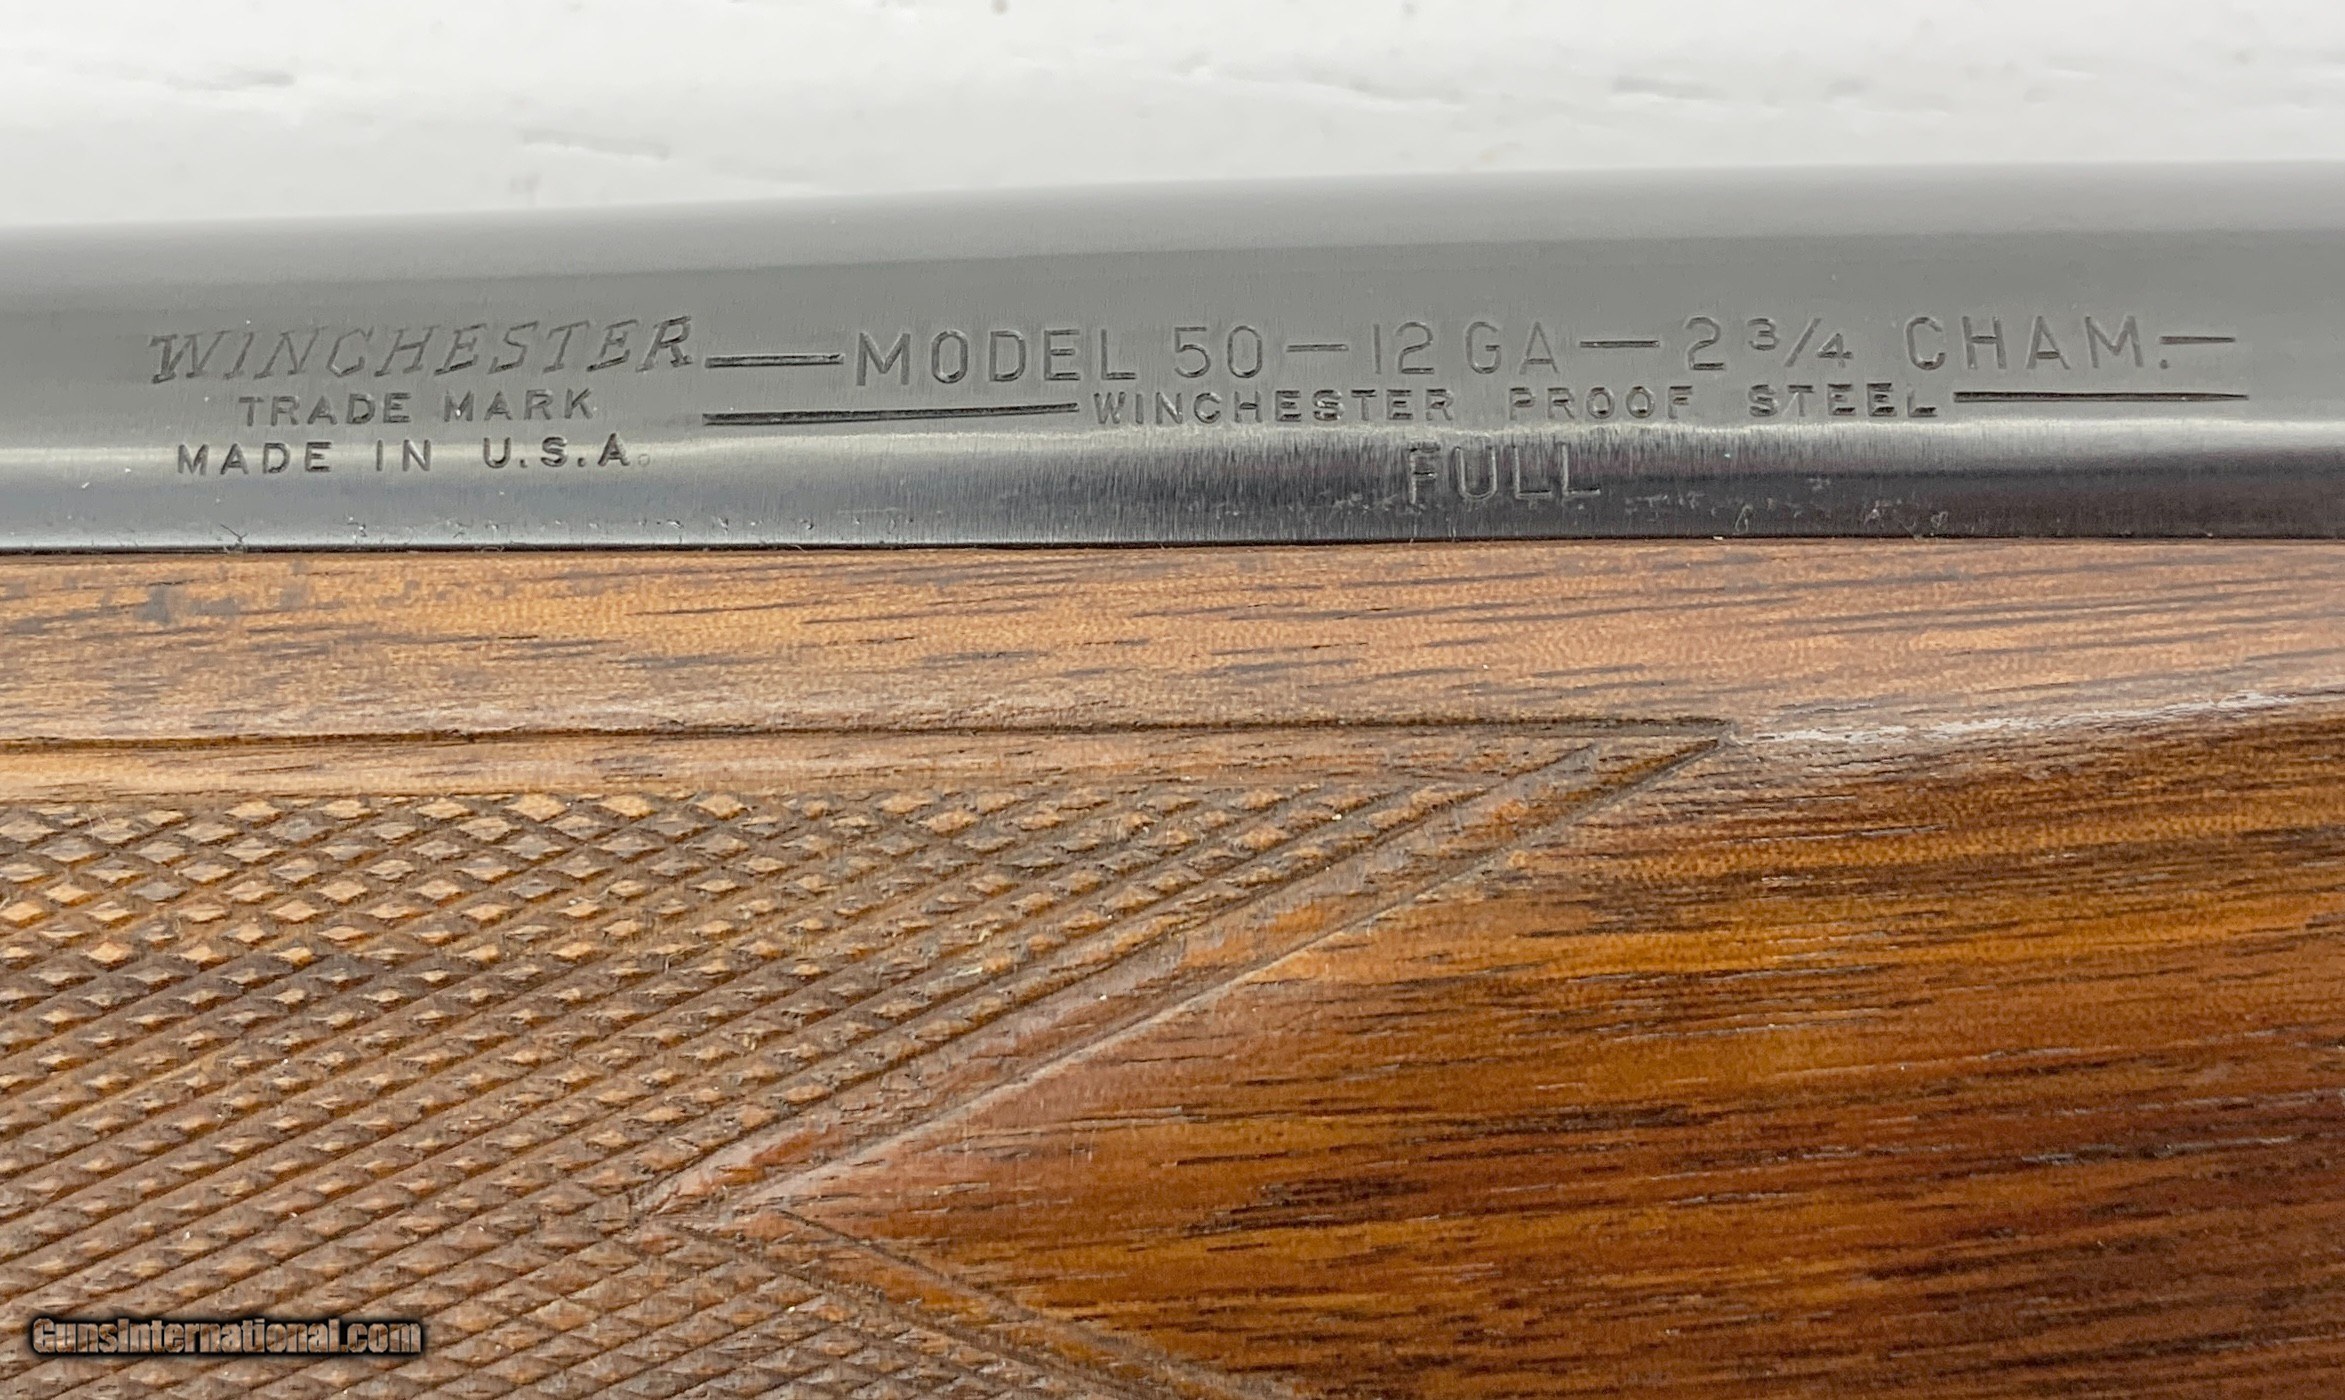 WINCHESTER — MODEL 50 — 12 GA — 2 3/4 CHAM. —
TRADE MARK — WINCHESTER PROOF STEEL —
MADE IN U.S.A. FULL
GunsInternational.com